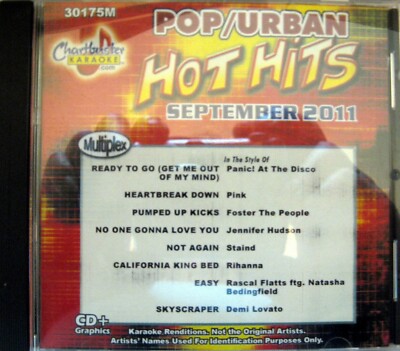 30175M
POP/URBAN
Chartbuster
KARAOKE
.com
HOT HiTS
SEPTEMBER 2011
Multiplex
In The Style Of
READY TO GO (GET ME OUT OF MY MIND) Panic! At The Disco
HEARTBREAK DOWN Pink
PUMPED UP KICKS Foster The People
NO ONE GONNA LOVE YOU Jennifer Hudson
NOT AGAIN Staind
CALIFORNIA KING BED Rihanna
EASY Rascal Flatts ftg. Natasha Bedingfield
SKYSCRAPER Demi Lovato
CD+
Graphics
Karaoke Renditions. Not the Original Artists.
Artists' Names Used For Identification Purposes Only.